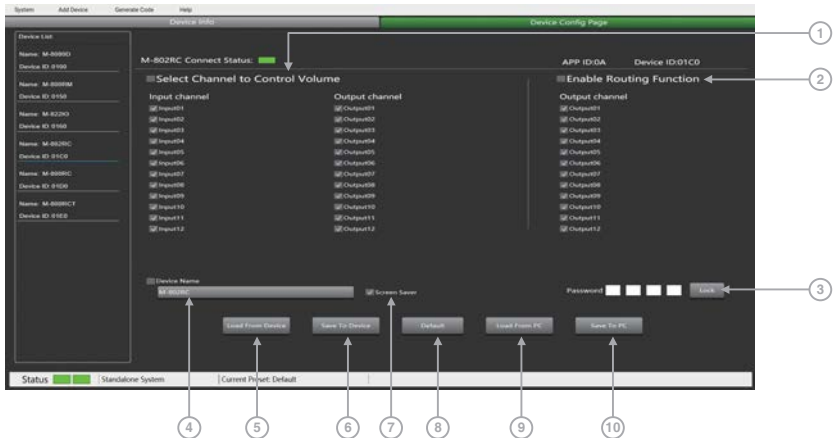 System Add Device Generate Code Help
Device Info Device Config Page
Device List
Name: M-8080D
Device ID: 0100
Name: M-800RM
Device ID: 0150
Name: M-822IO
Device ID: 0160
Name: M-802RC
Device ID: 01C0
Name: M-808RC
Device ID: 01D0
Name: M-808RCT
Device ID: 01E0
M-802RC Connect Status:
APP ID:0A Device ID:01C0
Select Channel to Control Volume
Enable Routing Function
Input channel Output channel Output channel
Input01 Output01 Output01
Input02 Output02 Output02
Input03 Output03 Output03
Input04 Output04 Output04
Input05 Output05 Output05
Input06 Output06 Output06
Input07 Output07 Output07
Input08 Output08 Output08
Input09 Output09 Output09
Input10 Output10 Output10
Input11 Output11 Output11
Input12 Output12 Output12
Device Name
M-802RC
Screen Saver
Password Lock
Load From Device Save To Device Default Load From PC Save To PC
Status Standalone System Current Preset: Default
1
2
3
4 5 6 7 8 9 10